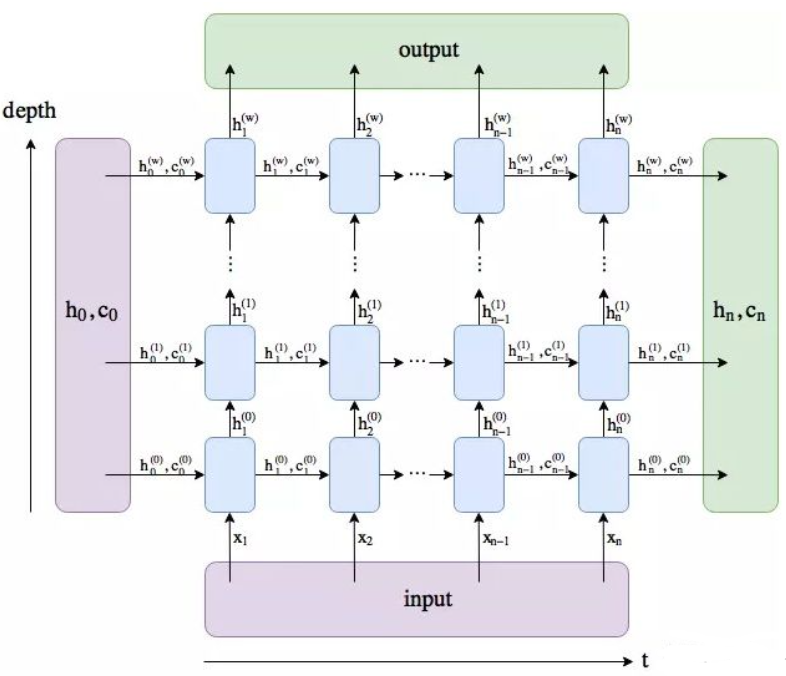 output
depth
h₁⁽ʷ⁾ h₂⁽ʷ⁾ hₙ₋₁⁽ʷ⁾ hₙ⁽ʷ⁾
h₀⁽ʷ⁾,c₀⁽ʷ⁾ h₁⁽ʷ⁾,c₁⁽ʷ⁾ ... hₙ₋₁⁽ʷ⁾,cₙ₋₁⁽ʷ⁾ hₙ⁽ʷ⁾,cₙ⁽ʷ⁾
h₁⁽¹⁾ h₂⁽¹⁾ hₙ₋₁⁽¹⁾ hₙ⁽¹⁾
h₀,c₀ hₙ,cₙ
h₀⁽¹⁾,c₀⁽¹⁾ h₁⁽¹⁾,c₁⁽¹⁾ ... hₙ₋₁⁽¹⁾,cₙ₋₁⁽¹⁾ hₙ⁽¹⁾,cₙ⁽¹⁾
h₁⁽⁰⁾ h₂⁽⁰⁾ hₙ₋₁⁽⁰⁾ hₙ⁽⁰⁾
h₀⁽⁰⁾,c₀⁽⁰⁾ h₁⁽⁰⁾,c₁⁽⁰⁾ ... hₙ₋₁⁽⁰⁾,cₙ₋₁⁽⁰⁾ hₙ⁽⁰⁾,cₙ⁽⁰⁾
x₁ x₂ xₙ₋₁ xₙ
input
t